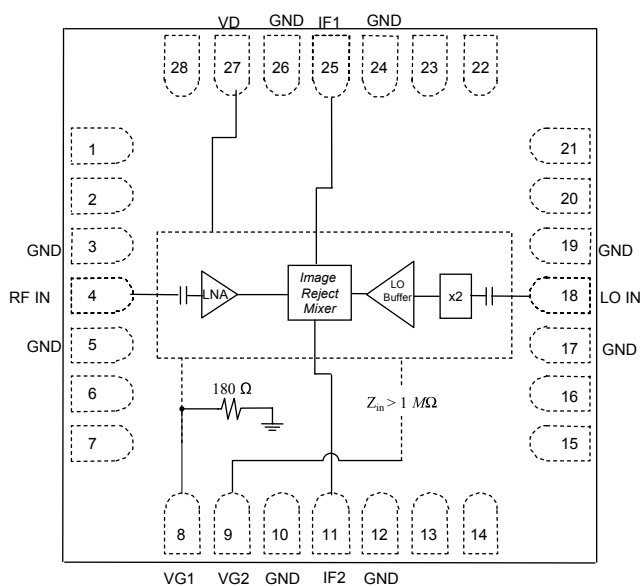 VD GND IF1 GND
28 27 26 25 24 23 22
1 21
2 20
GND 3 19 GND
RF IN 4 LNA Image Reject Mixer LO Buffer x2 18 LO IN
GND 5 17 GND
6 180 Ω Zin > 1 MΩ 16
7 15
8 9 10 11 12 13 14
VG1 VG2 GND IF2 GND